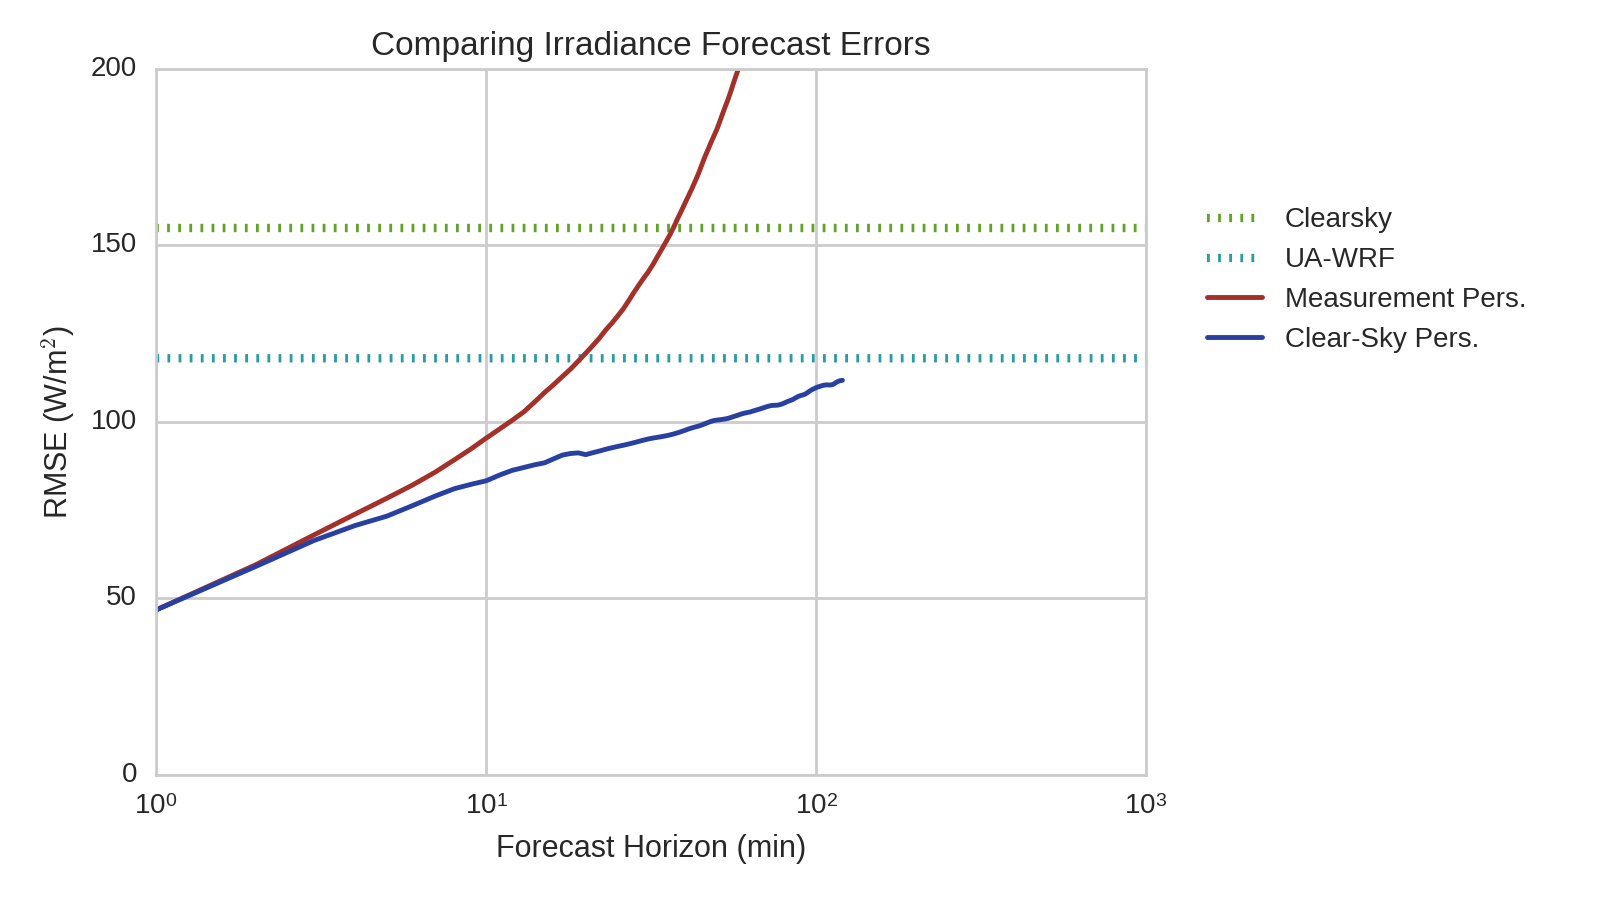 Comparing Irradiance Forecast Errors
200
150
100
50
0
RMSE (W/m²)
10⁰ 10¹ 10² 10³
Forecast Horizon (min)
Clearsky
UA-WRF
Measurement Pers.
Clear-Sky Pers.